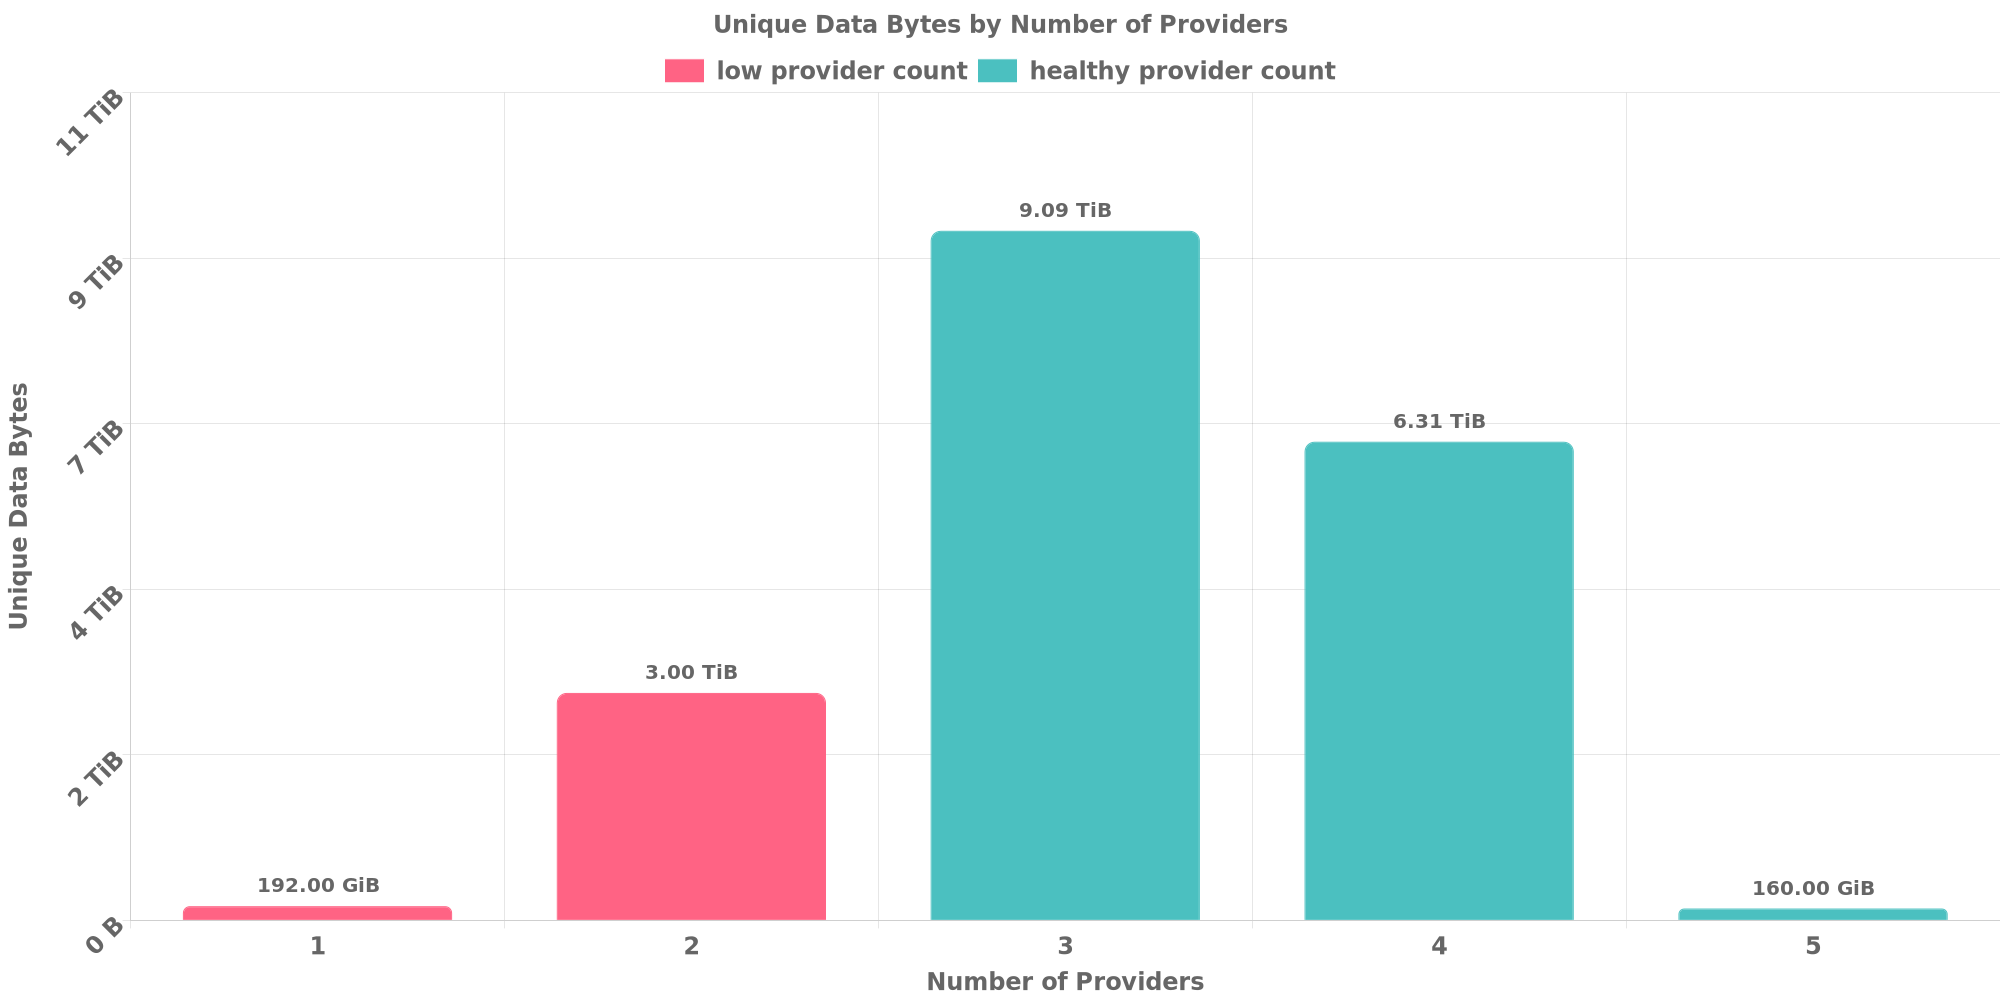 Unique Data Bytes by Number of Providers
low provider count healthy provider count
11 TiB
9 TiB
7 TiB
4 TiB
2 TiB
0 B
Unique Data Bytes
192.00 GiB
3.00 TiB
9.09 TiB
6.31 TiB
160.00 GiB
1 2 3 4 5
Number of Providers